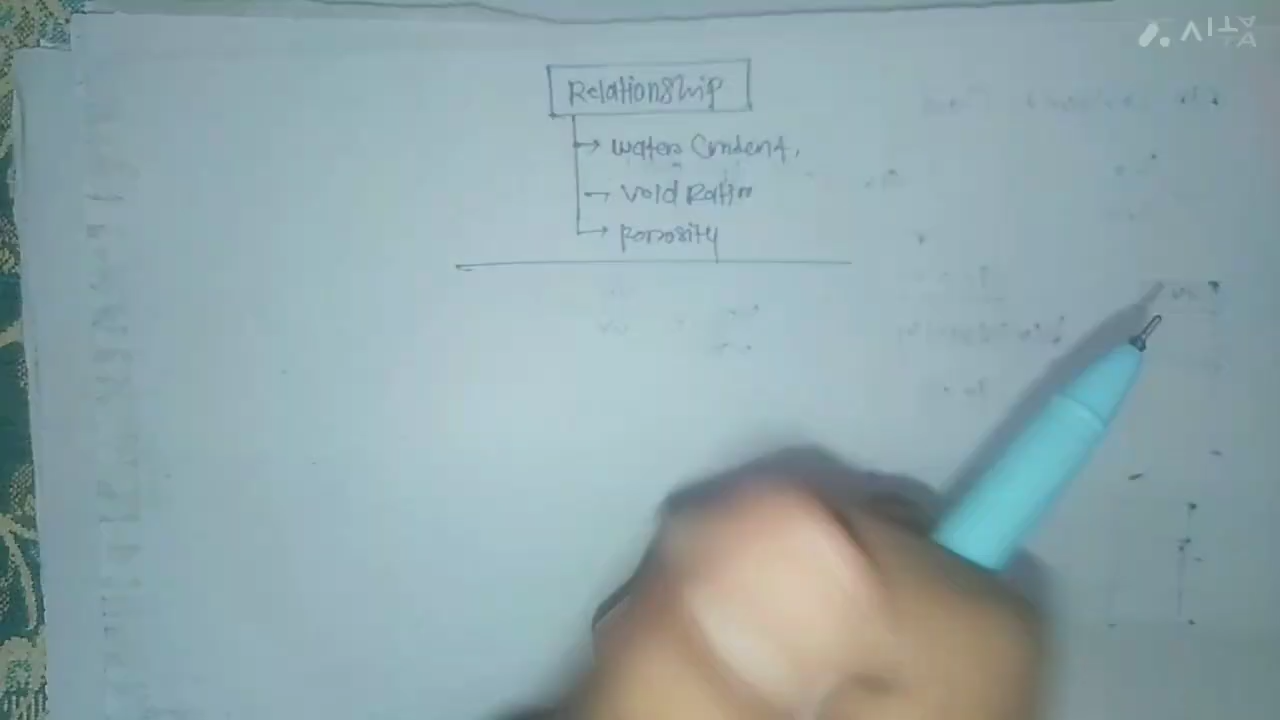 Relationship
water Content,
Void Ratio
Porosity